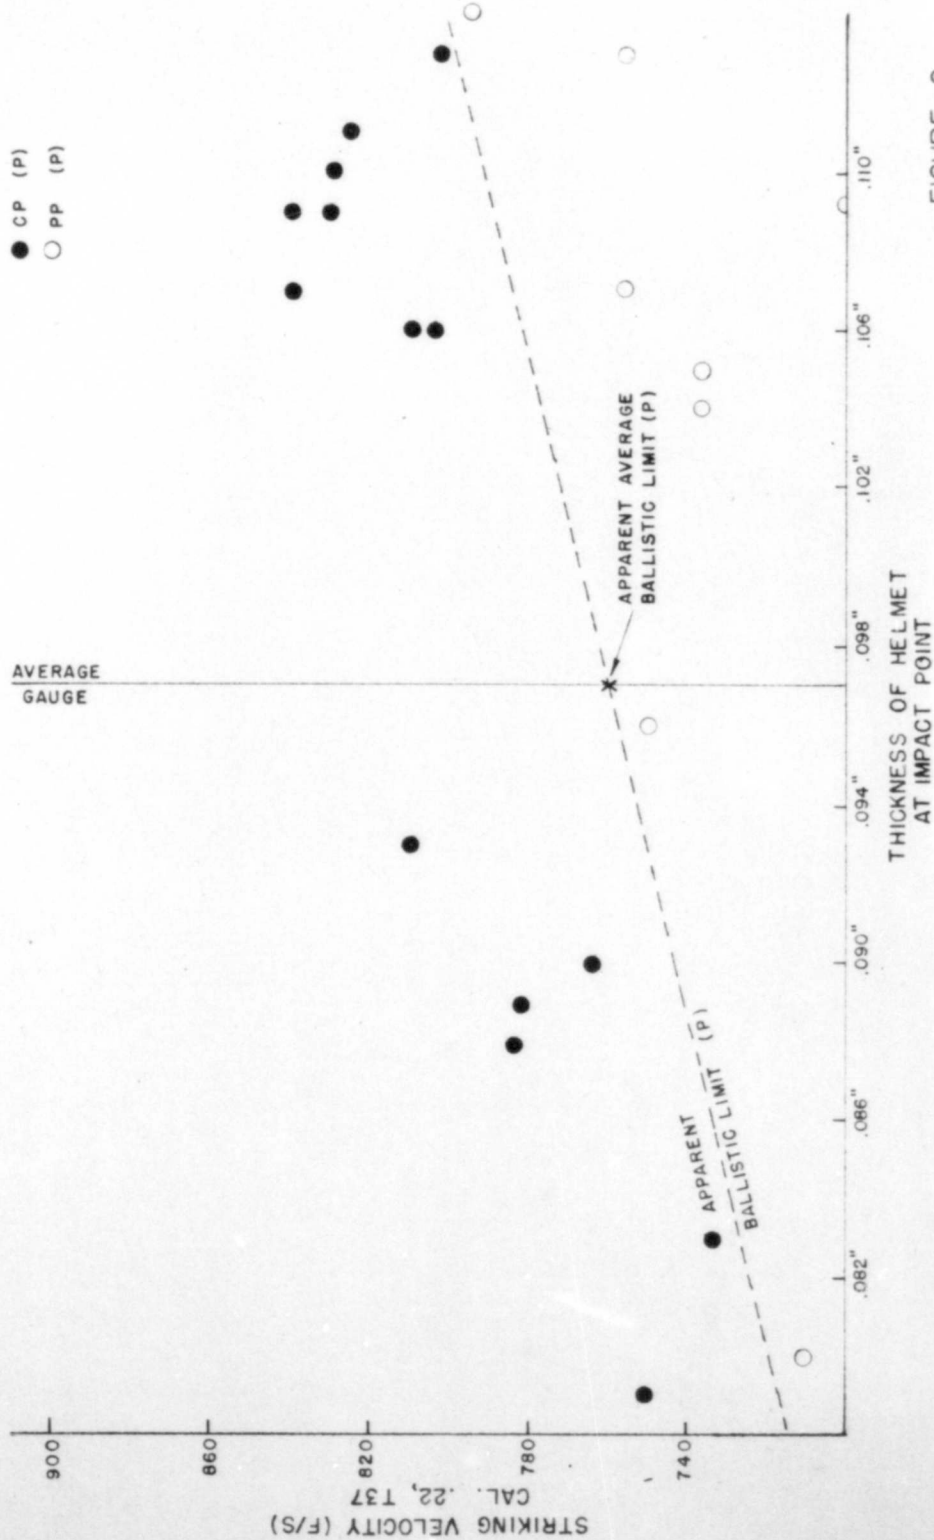 ● CP (P)
○ PP (P)
AVERAGE
GAUGE
900
860
820
780
740
STRIKING VELOCITY (F/S)
CAL. .22, T37
APPARENT AVERAGE
BALLISTIC LIMIT (P)
APPARENT (P)
BALLISTIC LIMIT
.082"
.086"
.090"
.094"
.098"
.102"
.106"
.110"
THICKNESS OF HELMET
AT IMPACT POINT
FIGURE